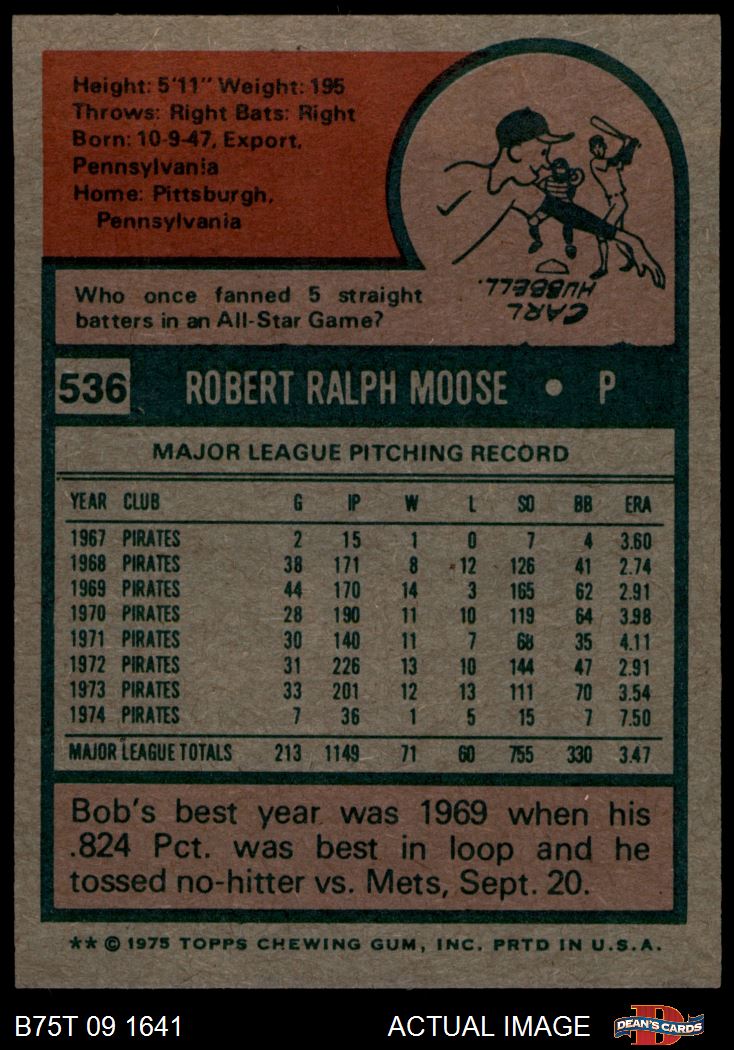 Height: 5'11" Weight: 195
Throws: Right Bats: Right
Born: 10-9-47, Export,
Pennsylvania
Home: Pittsburgh,
Pennsylvania
CARL
HUBBELL.
Who once fanned 5 straight
batters in an All-Star Game?
536 ROBERT RALPH MOOSE • P
MAJOR LEAGUE PITCHING RECORD
YEAR CLUB G IP W L SO BB ERA
1967 PIRATES 2 15 1 0 7 4 3.60
1968 PIRATES 38 171 8 12 126 41 2.74
1969 PIRATES 44 170 14 3 165 62 2.91
1970 PIRATES 28 190 11 10 119 64 3.98
1971 PIRATES 30 140 11 7 68 35 4.11
1972 PIRATES 31 226 13 10 144 47 2.91
1973 PIRATES 33 201 12 13 111 70 3.54
1974 PIRATES 7 36 1 5 15 7 7.50
MAJOR LEAGUE TOTALS 213 1149 71 60 755 330 3.47
Bob's best year was 1969 when his
.824 Pct. was best in loop and he
tossed no-hitter vs. Mets, Sept. 20.
** © 1975 TOPPS CHEWING GUM, INC. PRTD IN U.S.A.
B75T 09 1641 ACTUAL IMAGE D DEAN'S CARDS